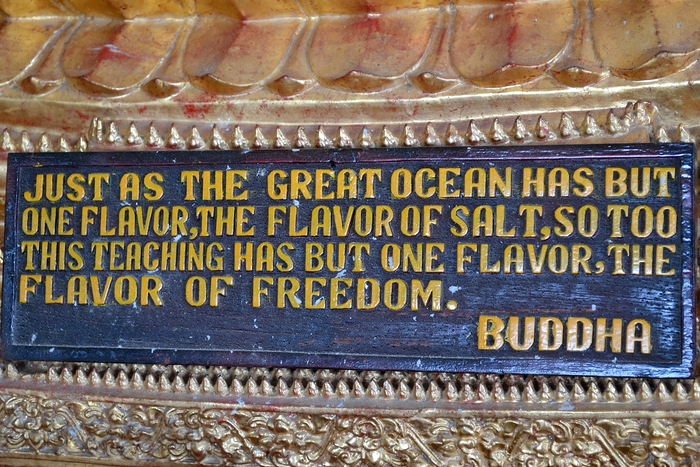 JUST AS THE GREAT OCEAN HAS BUT
ONE FLAVOR,THE FLAVOR OF SALT,SO TOO
THIS TEACHING HAS BUT ONE FLAVOR,THE
FLAVOR OF FREEDOM.
BUDDHA